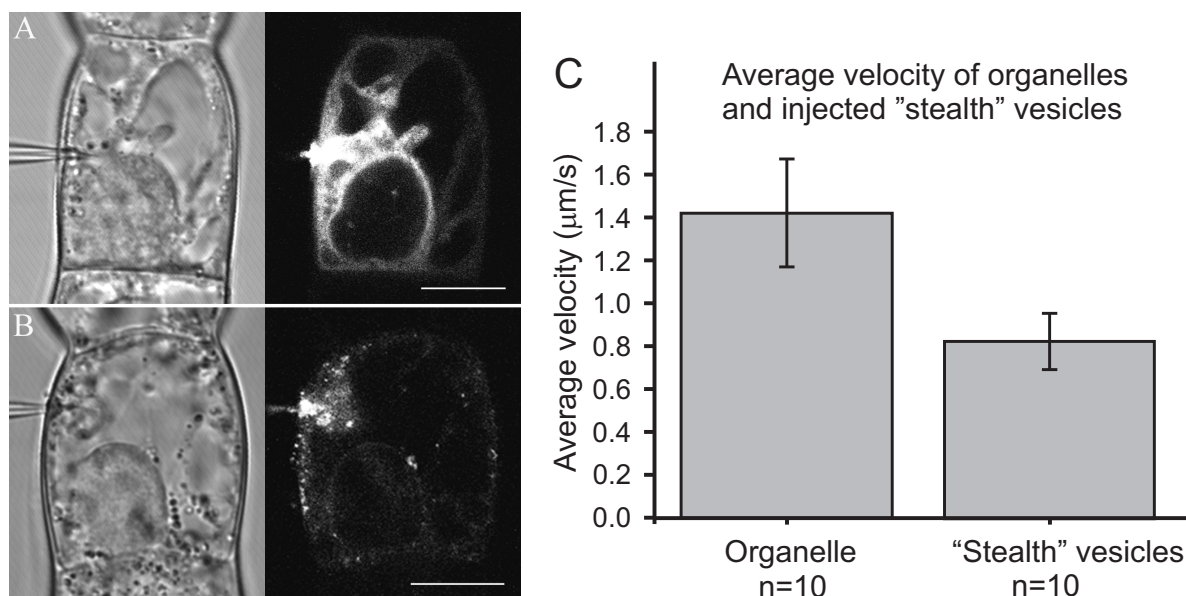 A
B
C
Average velocity of organelles
and injected ”stealth” vesicles
Average velocity (μm/s)
1.8
1.6
1.4
1.2
1.0
0.8
0.6
0.4
0.2
0.0
Organelle
n=10
“Stealth” vesicles
n=10